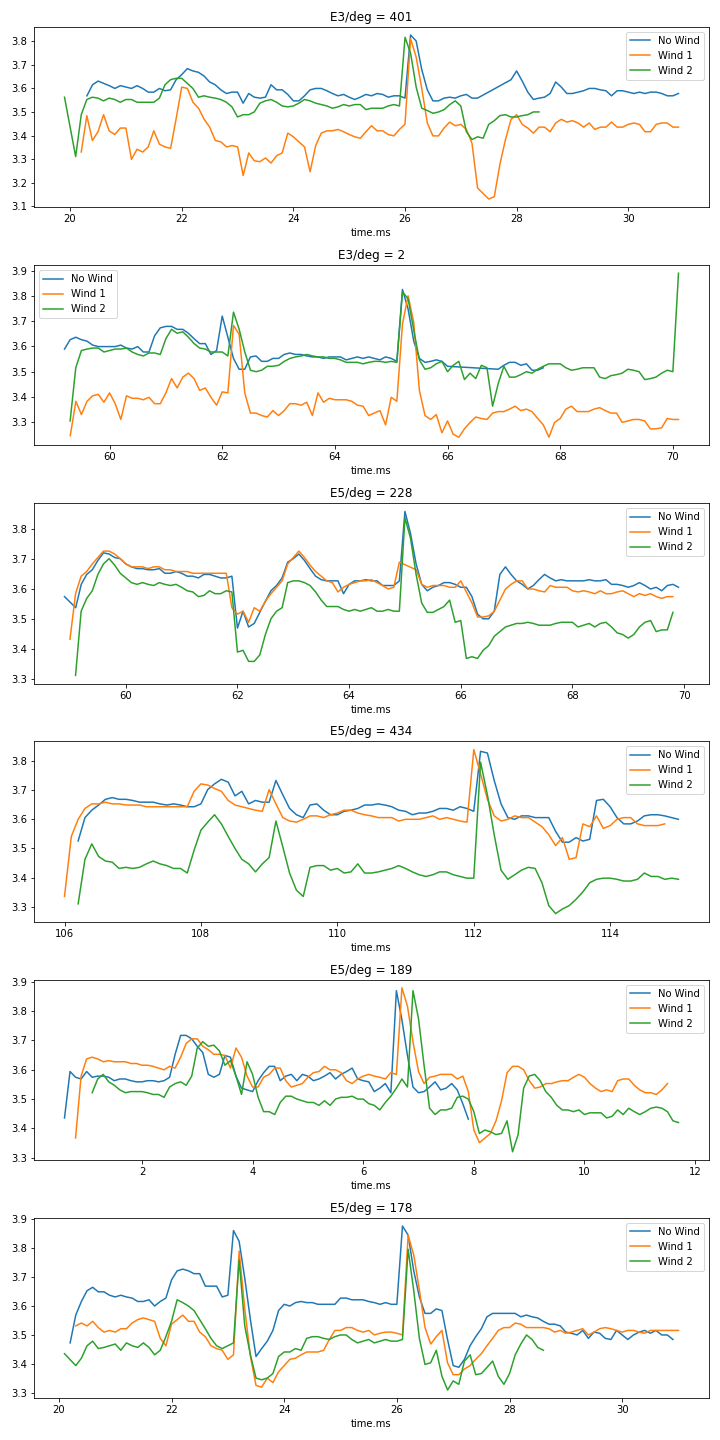 E3/deg = 401
3.8
3.7
3.6
3.5
3.4
3.3
3.2
3.1
No Wind
Wind 1
Wind 2
20 22 24 26 28 30
time.ms
E3/deg = 2
3.9
3.8
3.7
3.6
3.5
3.4
3.3
No Wind
Wind 1
Wind 2
60 62 64 66 68 70
time.ms
E5/deg = 228
3.8
3.7
3.6
3.5
3.4
3.3
No Wind
Wind 1
Wind 2
60 62 64 66 68 70
time.ms
E5/deg = 434
3.8
3.7
3.6
3.5
3.4
3.3
No Wind
Wind 1
Wind 2
106 108 110 112 114
time.ms
E5/deg = 189
3.9
3.8
3.7
3.6
3.5
3.4
3.3
No Wind
Wind 1
Wind 2
2 4 6 8 10 12
time.ms
E5/deg = 178
3.9
3.8
3.7
3.6
3.5
3.4
3.3
No Wind
Wind 1
Wind 2
20 22 24 26 28 30
time.ms